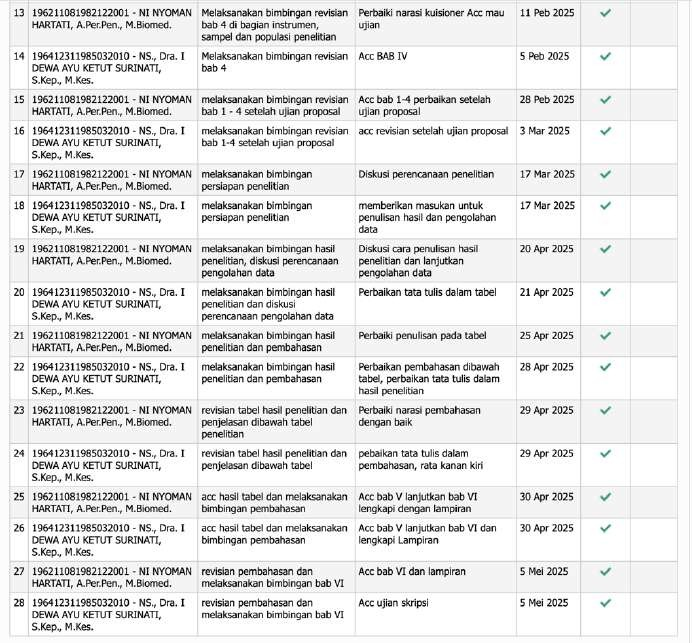 13 196211081982122001 - NI NYOMAN Melaksanakan bimbingan revisian Perbaiki narasi kuisioner Acc mau 11 Peb 2025
HARTATI, A.Per.Pen., M.Biomed. bab 4 di bagian instrumen, ujian
sampel dan populasi penelitian
14 196412311985032010 - NS., Dra. I Melaksanakan bimbingan revisian Acc BAB IV 5 Peb 2025
DEWA AYU KETUT SURINATI, bab 4
S.Kep., M.Kes.
15 196211081982122001 - NI NYOMAN melaksanakan bimbingan revisian Acc bab 1-4 perbaikan setelah 28 Peb 2025
HARTATI, A.Per.Pen., M.Biomed. bab 1 - 4 setelah ujian proposal ujian proposal
16 196412311985032010 - NS., Dra. I melaksanakan bimbingan revisian acc revisian setelah ujian proposal 3 Mar 2025
DEWA AYU KETUT SURINATI, bab 1-4 setelah ujian proposal
S.Kep., M.Kes.
17 196211081982122001 - NI NYOMAN melaksanakan bimbingan Diskusi perencanaan penelitian 17 Mar 2025
HARTATI, A.Per.Pen., M.Biomed. persiapan penelitian
18 196412311985032010 - NS., Dra. I melaksanakan bimbingan memberikan masukan untuk 17 Mar 2025
DEWA AYU KETUT SURINATI, persiapan penelitian penulisan hasil dan pengolahan
S.Kep., M.Kes. data
19 196211081982122001 - NI NYOMAN melaksanakan bimbingan hasil Diskusi cara penulisan hasil 20 Apr 2025
HARTATI, A.Per.Pen., M.Biomed. penelitian, diskusi perencanaan penelitian dan lanjutkan
pengolahan data pengolahan data
20 196412311985032010 - NS., Dra. I melaksanakan bimbingan hasil Perbaikan tata tulis dalam tabel 21 Apr 2025
DEWA AYU KETUT SURINATI, penelitian dan diskusi
S.Kep., M.Kes. perencanaan pengolahan data
21 196211081982122001 - NI NYOMAN melaksanakan bimbingan hasil Perbaiki penulisan pada tabel 25 Apr 2025
HARTATI, A.Per.Pen., M.Biomed. penelitian dan pembahasan
22 196412311985032010 - NS., Dra. I melaksanakan bimbingan hasil Perbaikan pembahasan dibawah 28 Apr 2025
DEWA AYU KETUT SURINATI, penelitian dan pembahasan tabel, perbaikan tata tulis dalam
S.Kep., M.Kes. hasil penelitian
23 196211081982122001 - NI NYOMAN revisian tabel hasil penelitian dan Perbaiki narasi pembahasan 29 Apr 2025
HARTATI, A.Per.Pen., M.Biomed. penjelasan dibawah tabel dengan baik
penelitian
24 196412311985032010 - NS., Dra. I revisian tabel hasil penelitian dan pebaikan tata tulis dalam 29 Apr 2025
DEWA AYU KETUT SURINATI, penjelasan dibawah tabel pembahasan, rata kanan kiri
S.Kep., M.Kes.
25 196211081982122001 - NI NYOMAN acc hasil tabel dan melaksanakan Acc bab V lanjutkan bab VI 30 Apr 2025
HARTATI, A.Per.Pen., M.Biomed. bimbingan pembahasan lengkapi dengan lampiran
26 196412311985032010 - NS., Dra. I acc hasil tabel dan melaksanakan Acc bab V lanjutkan bab VI dan 30 Apr 2025
DEWA AYU KETUT SURINATI, bimbingan pembahasan lengkapi Lampiran
S.Kep., M.Kes.
27 196211081982122001 - NI NYOMAN revisian pembahasan dan Acc bab VI dan lampiran 5 Mei 2025
HARTATI, A.Per.Pen., M.Biomed. melaksanakan bimbingan bab VI
28 196412311985032010 - NS., Dra. I revisian pembahasan dan Acc ujian skripsi 5 Mei 2025
DEWA AYU KETUT SURINATI, melaksanakan bimbingan bab VI
S.Kep., M.Kes.